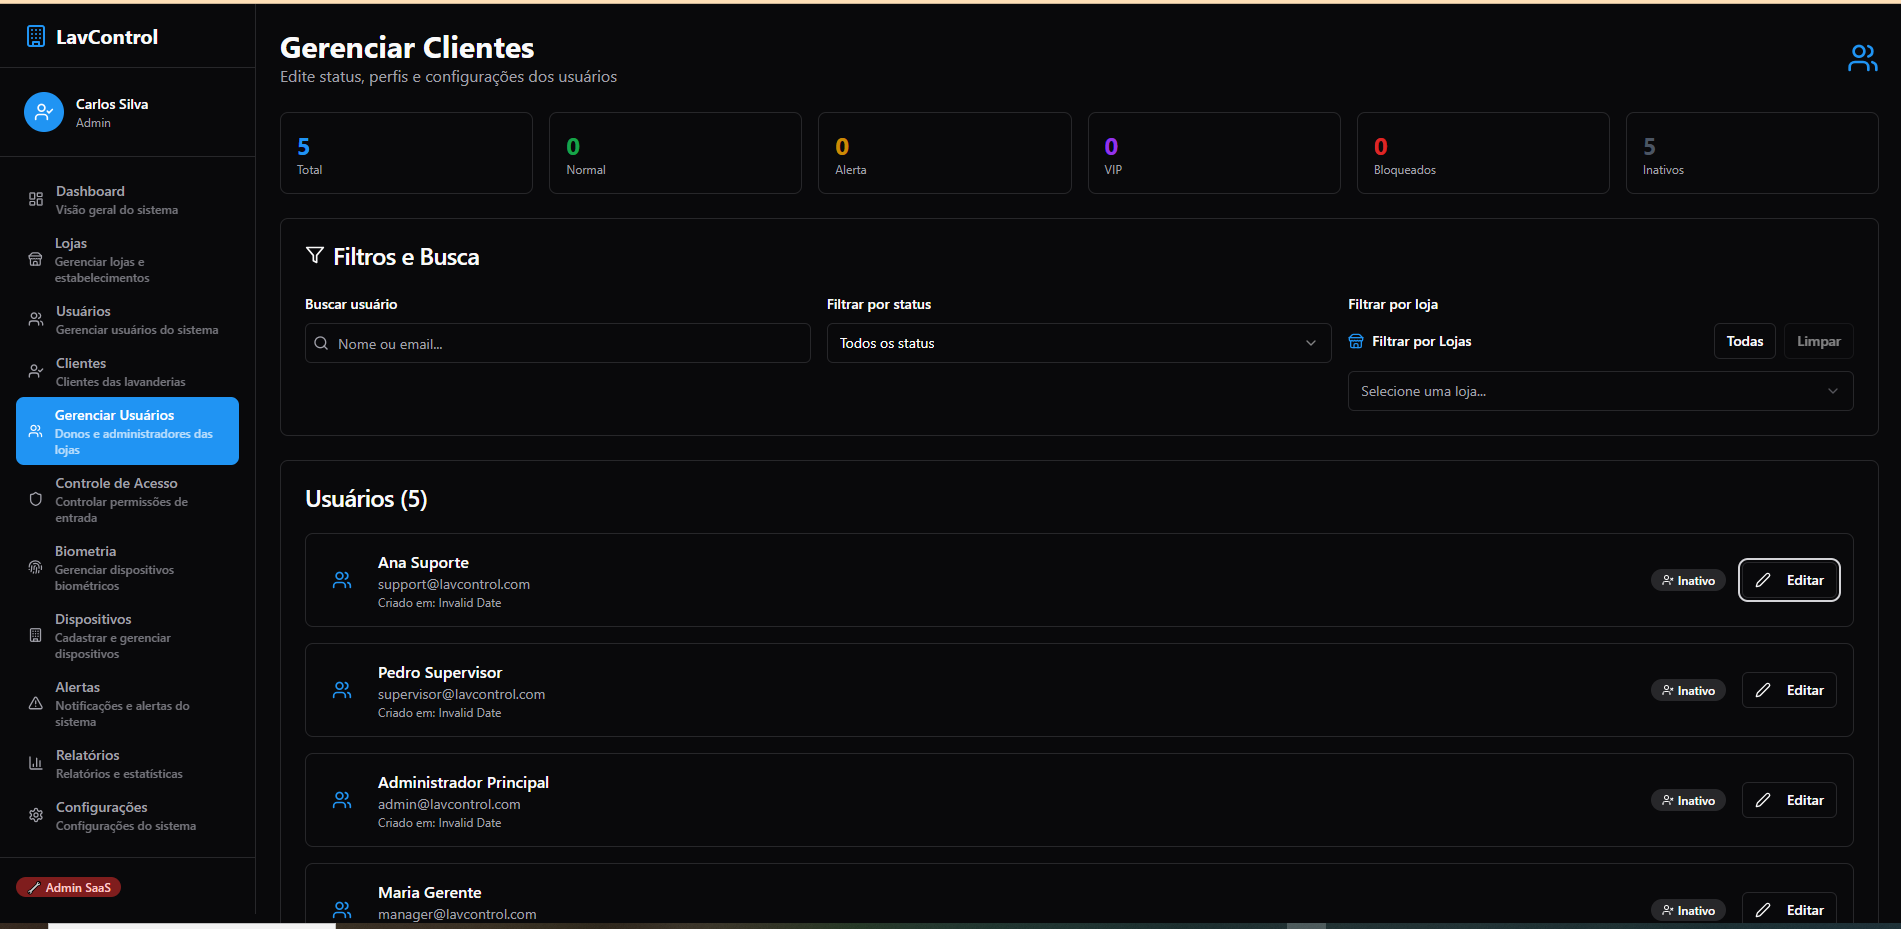 LavControl
Carlos Silva
Admin
Dashboard
Visão geral do sistema
Lojas
Gerenciar lojas e
estabelecimentos
Usuários
Gerenciar usuários do sistema
Clientes
Clientes das lavanderias
Gerenciar Usuários
Donos e administradores das
lojas
Controle de Acesso
Controlar permissões de
entrada
Biometria
Gerenciar dispositivos
biométricos
Dispositivos
Cadastrar e gerenciar
dispositivos
Alertas
Notificações e alertas do
sistema
Relatórios
Relatórios e estatísticas
Configurações
Configurações do sistema
Admin SaaS
Gerenciar Clientes
Edite status, perfis e configurações dos usuários
5
Total
0
Normal
0
Alerta
0
VIP
0
Bloqueados
5
Inativos
Filtros e Busca
Buscar usuário
Nome ou email...
Filtrar por status
Todos os status
Filtrar por loja
Filtrar por Lojas
Todas
Limpar
Selecione uma loja...
Usuários (5)
Ana Suporte
support@lavcontrol.com
Criado em: Invalid Date
Inativo
Editar
Pedro Supervisor
supervisor@lavcontrol.com
Criado em: Invalid Date
Inativo
Editar
Administrador Principal
admin@lavcontrol.com
Criado em: Invalid Date
Inativo
Editar
Maria Gerente
manager@lavcontrol.com
Inativo
Editar